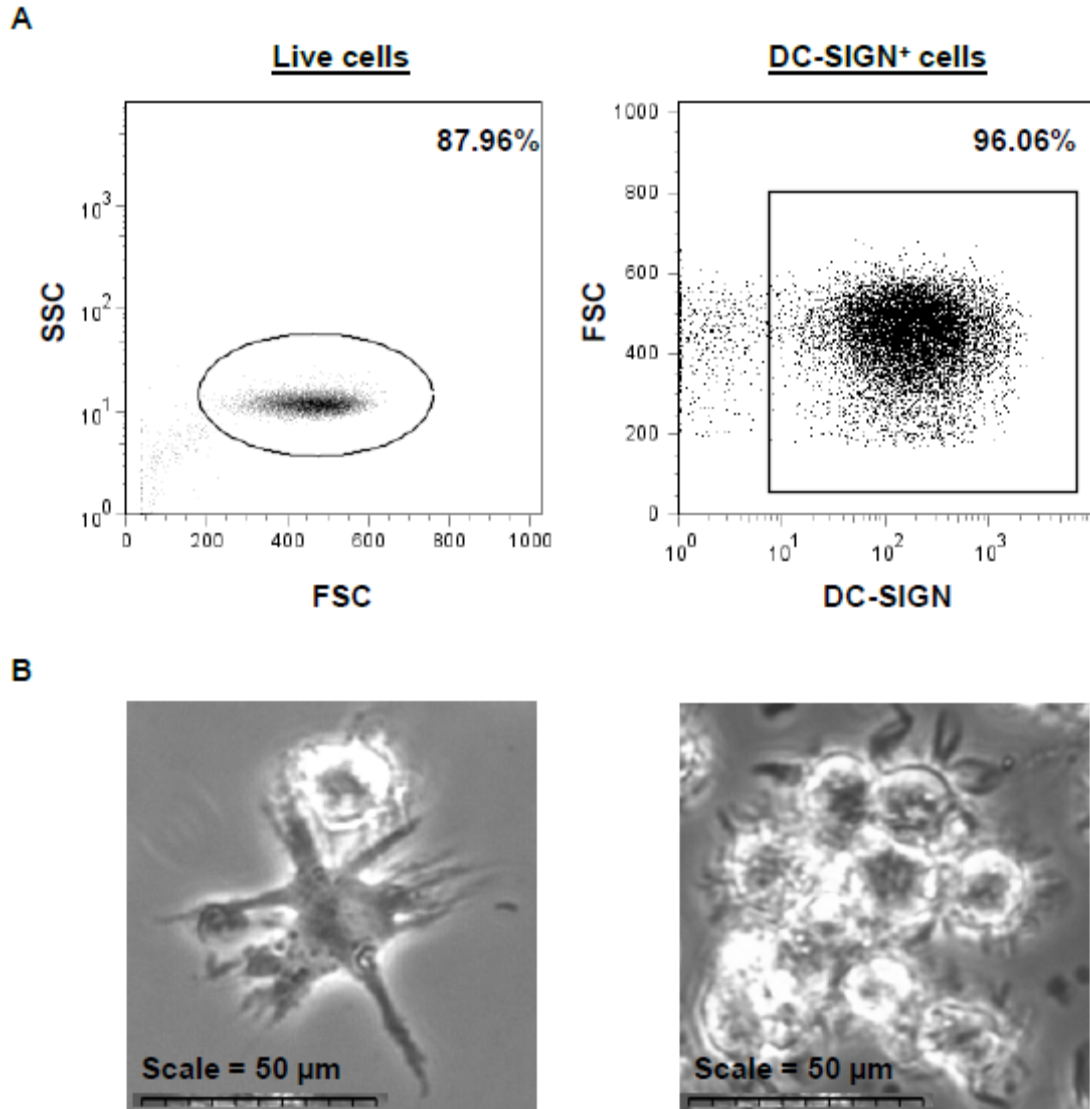 A
Live cells
DC-SIGN⁺ cells
87.96%
96.06%
SSC
10³
10²
10¹
10⁰
0 200 400 600 800 1000
FSC
FSC
1000
800
600
400
200
0
10⁰ 10¹ 10² 10³
DC-SIGN
B
Scale = 50 µm
Scale = 50 µm